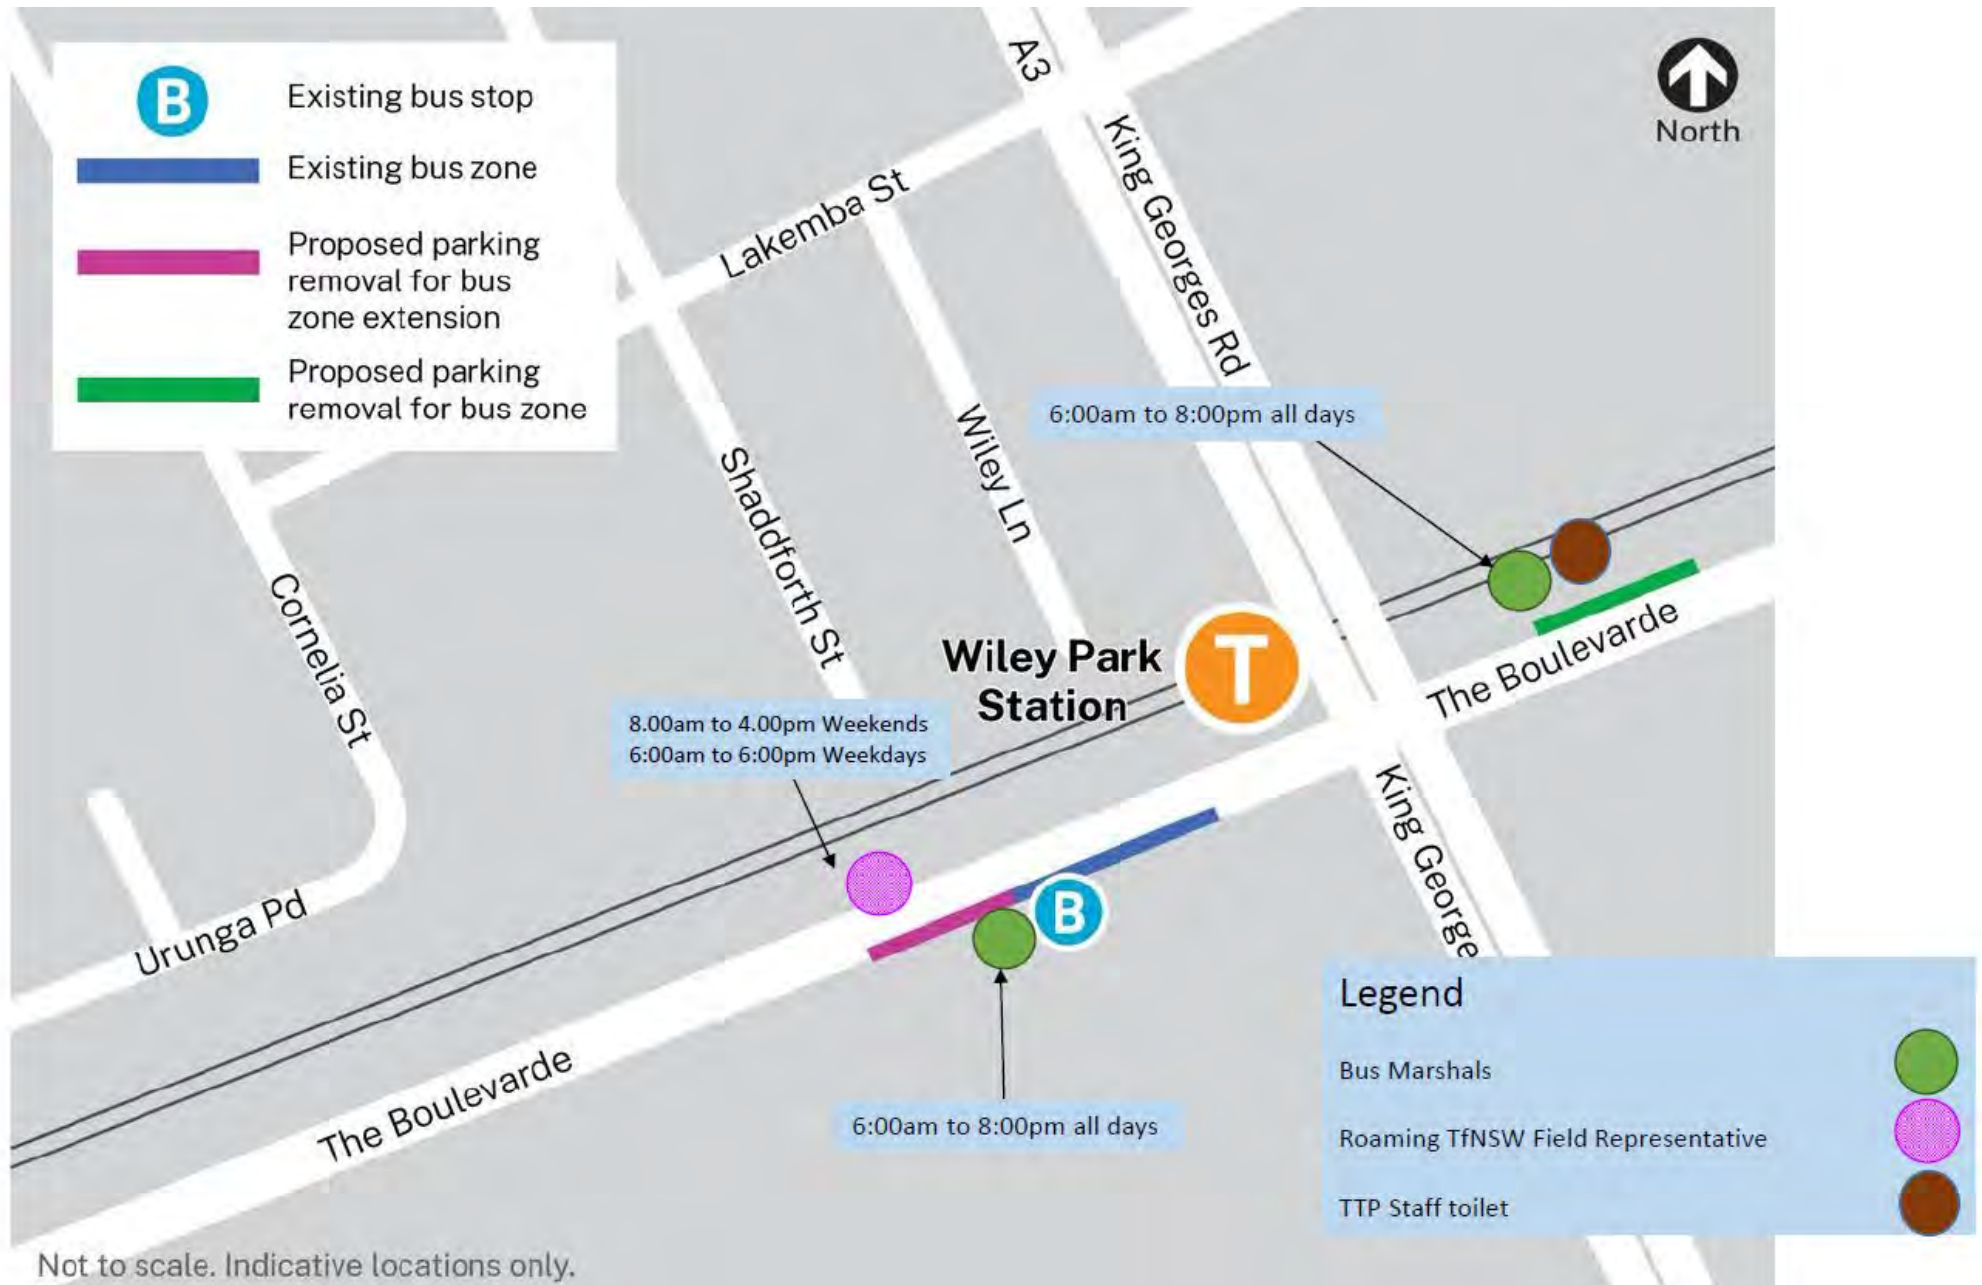 B
Existing bus stop
Existing bus zone
Proposed parking
removal for bus
zone extension
Proposed parking
removal for bus zone
A3
North
King Georges Rd
Lakemba St
6:00am to 8:00pm all days
Wiley Ln
Shaddforth St
Cornelia St
Wiley Park
Station
T
The Boulevarde
8.00am to 4.00pm Weekends
6:00am to 6:00pm Weekdays
King George
B
Urunga Pd
The Boulevarde
6:00am to 8:00pm all days
Legend
Bus Marshals
Roaming TfNSW Field Representative
TTP Staff toilet
Not to scale. Indicative locations only.